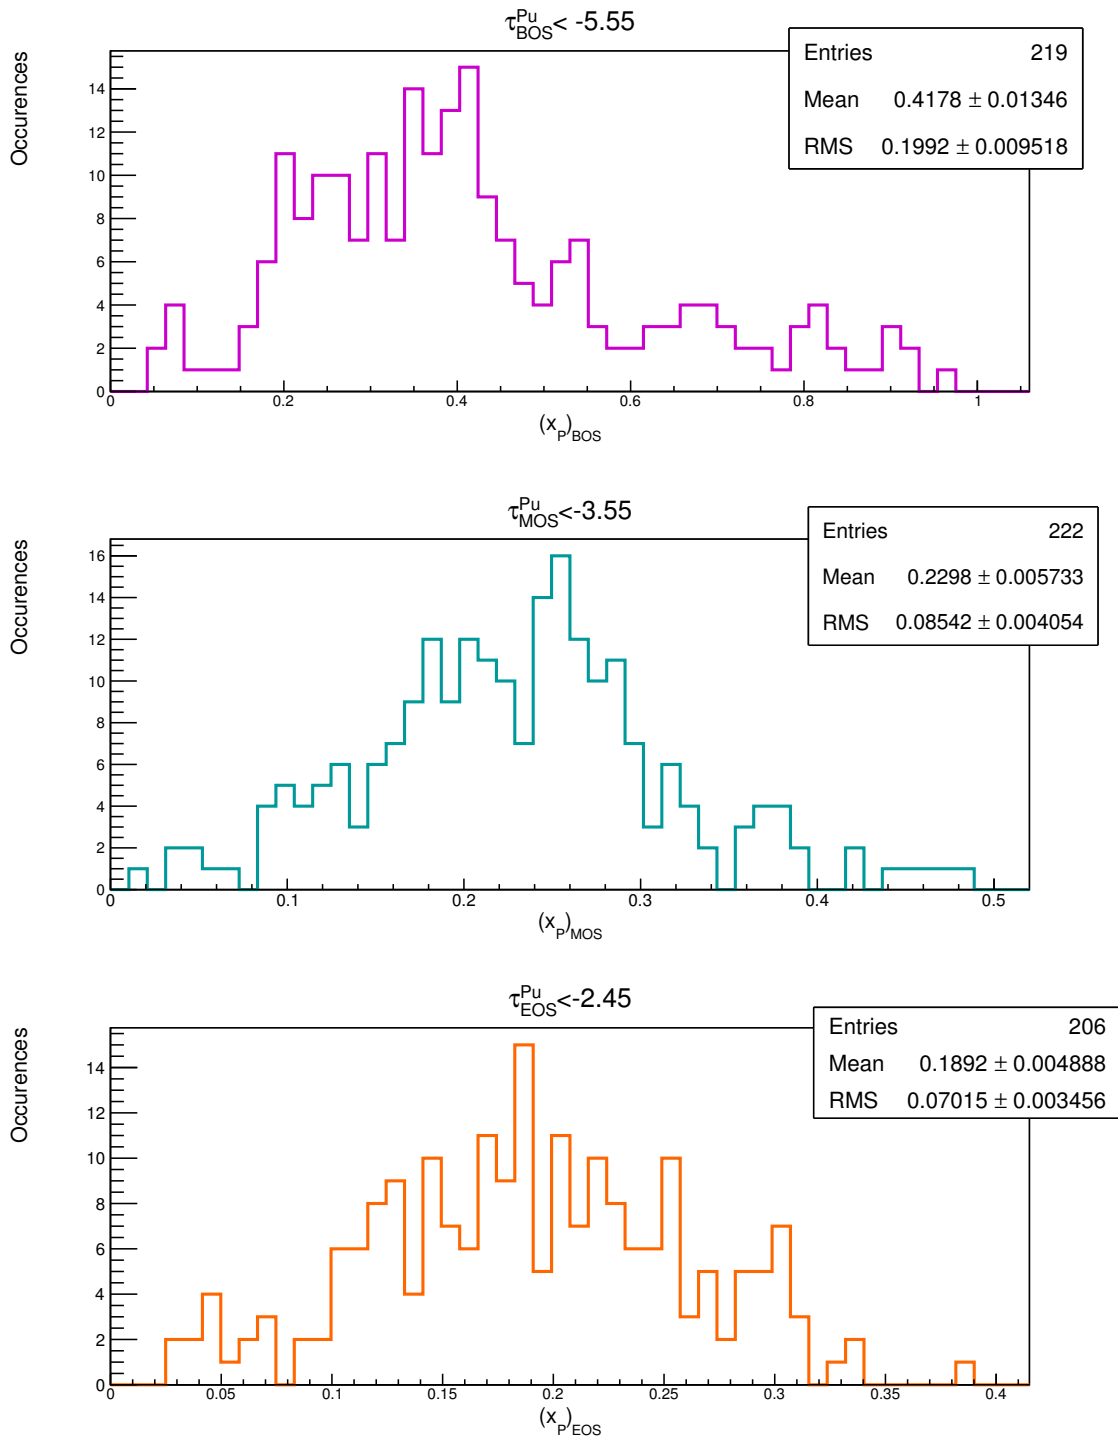 τ^Pu_BOS< -5.55
Entries 219
Mean 0.4178 ± 0.01346
RMS 0.1992 ± 0.009518
Occurences
14
12
10
8
6
4
2
0
0 0.2 0.4 0.6 0.8 1
(x_P)_BOS
τ^Pu_MOS<-3.55
Entries 222
Mean 0.2298 ± 0.005733
RMS 0.08542 ± 0.004054
Occurences
16
14
12
10
8
6
4
2
0
0 0.1 0.2 0.3 0.4 0.5
(x_P)_MOS
τ^Pu_EOS<-2.45
Entries 206
Mean 0.1892 ± 0.004888
RMS 0.07015 ± 0.003456
Occurences
14
12
10
8
6
4
2
0
0 0.05 0.1 0.15 0.2 0.25 0.3 0.35 0.4
(x_P)_EOS